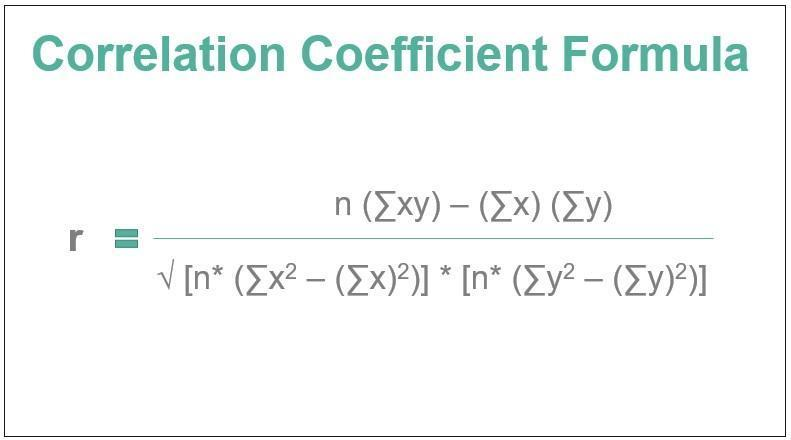 Correlation Coefficient Formula
n (∑xy) – (∑x) (∑y)
r =
√ [n* (∑x² – (∑x)²)] * [n* (∑y² – (∑y)²)]